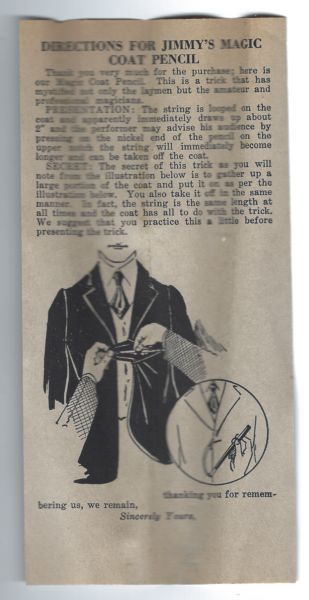 DIRECTIONS FOR JIMMY'S MAGIC
COAT PENCIL
Thank you very much for the purchase; here is
our Magic Coat Pencil. This is a trick that has
mystified not only the laymen but the amateur and
professional magicians.
PRESENTATION: The string is looped on the
coat and apparently immediately draws up about
2" and the performer may advise his audience by
pressing on the nickel end of the pencil on the
upper notch the string will immediately become
longer and can be taken off the coat.
SECRET: The secret of this trick as you will
note from the illustration below is to gather up a
large portion of the coat and put it on as per the
illustration below. You also take it off in the same
manner. In fact, the string is the same length at
all times and the coat has all to do with the trick.
We suggest that you practice this a little before
presenting the trick.
thanking you for remem-
bering us, we remain,
Sincerely Yours,